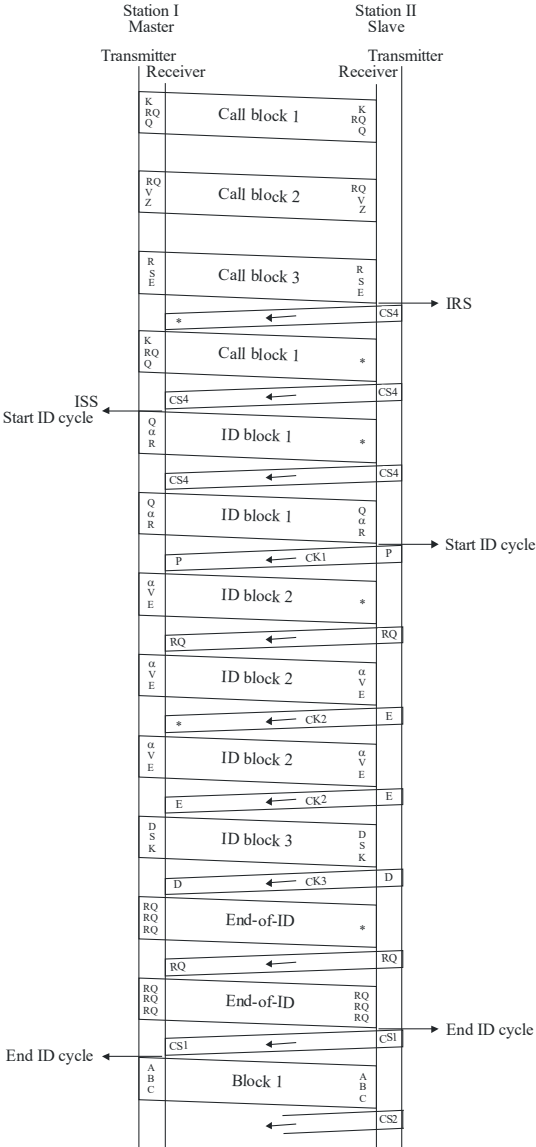 Station I Station II
Master Slave
Transmitter Transmitter
Receiver Receiver
K K
RQ Call block 1 RQ
Q Q
RQ RQ
V Call block 2 V
Z Z
R R
S Call block 3 S
E E
IRS
* CS4
K
RQ Call block 1 *
Q
CS4 CS4
ISS
Start ID cycle
Q
α ID block 1 *
R
CS4 CS4
Q Q
α ID block 1 α
R R
Start ID cycle
P CK1 P
α
V ID block 2 *
E
RQ RQ
α α
V ID block 2 V
E E
* CK2 E
α α
V ID block 2 V
E E
E CK2 E
D D
S ID block 3 S
K K
D CK3 D
RQ
RQ End-of-ID *
RQ
RQ RQ
RQ RQ
RQ End-of-ID RQ
RQ RQ
End ID cycle
CS1 CS1
End ID cycle
A A
B Block 1 B
C C
CS2